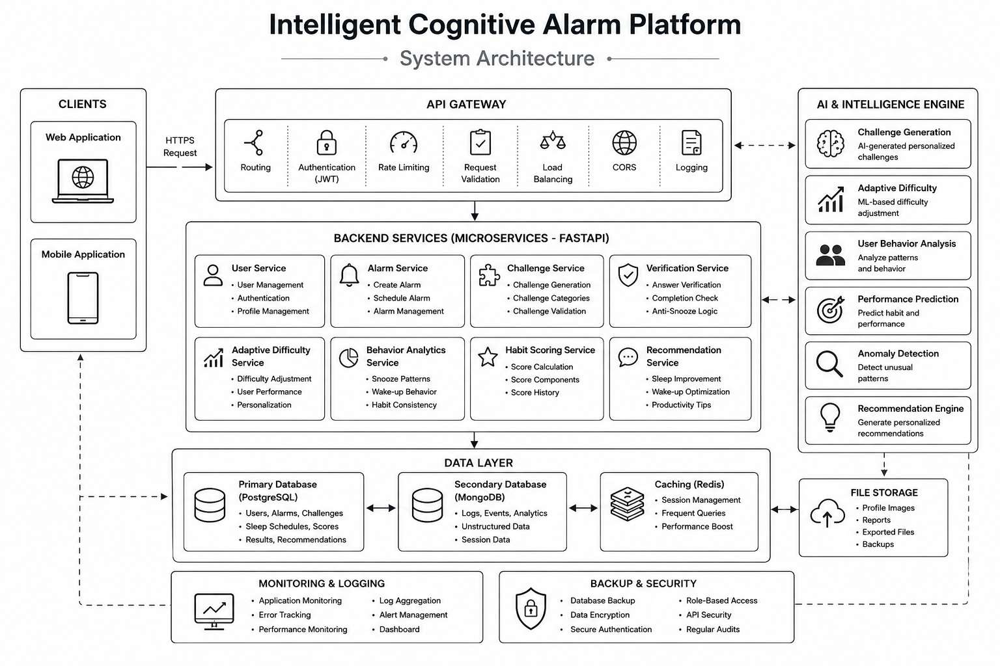 Intelligent Cognitive Alarm Platform
System Architecture
CLIENTS
Web Application
Mobile Application
HTTPS
Request
API GATEWAY
Routing
Authentication
(JWT)
Rate Limiting
Request
Validation
Load
Balancing
CORS
Logging
BACKEND SERVICES (MICROSERVICES - FASTAPI)
User Service
• User Management
• Authentication
• Profile Management
Alarm Service
• Create Alarm
• Schedule Alarm
• Alarm Management
Challenge Service
• Challenge Generation
• Challenge Categories
• Challenge Validation
Verification Service
• Answer Verification
• Completion Check
• Anti-Snooze Logic
Adaptive Difficulty
Service
• Difficulty Adjustment
• User Performance
• Personalization
Behavior Analytics
Service
• Snooze Patterns
• Wake-up Behavior
• Habit Consistency
Habit Scoring Service
• Score Calculation
• Score Components
• Score History
Recommendation
Service
• Sleep Improvement
• Wake-up Optimization
• Productivity Tips
AI & INTELLIGENCE ENGINE
Challenge Generation
AI-generated personalized
challenges
Adaptive Difficulty
ML-based difficulty
adjustment
User Behavior Analysis
Analyze patterns
and behavior
Performance Prediction
Predict habit and
performance
Anomaly Detection
Detect unusual
patterns
Recommendation Engine
Generate personalized
recommendations
DATA LAYER
Primary Database
(PostgreSQL)
• Users, Alarms, Challenges
• Sleep Schedules, Scores
• Results, Recommendations
Secondary Database
(MongoDB)
• Logs, Events, Analytics
• Unstructured Data
• Session Data
Caching (Redis)
• Session Management
• Frequent Queries
• Performance Boost
FILE STORAGE
• Profile Images
• Reports
• Exported Files
• Backups
MONITORING & LOGGING
• Application Monitoring
• Error Tracking
• Performance Monitoring
• Log Aggregation
• Alert Management
• Dashboard
BACKUP & SECURITY
• Database Backup
• Data Encryption
• Secure Authentication
• Role-Based Access
• API Security
• Regular Audits